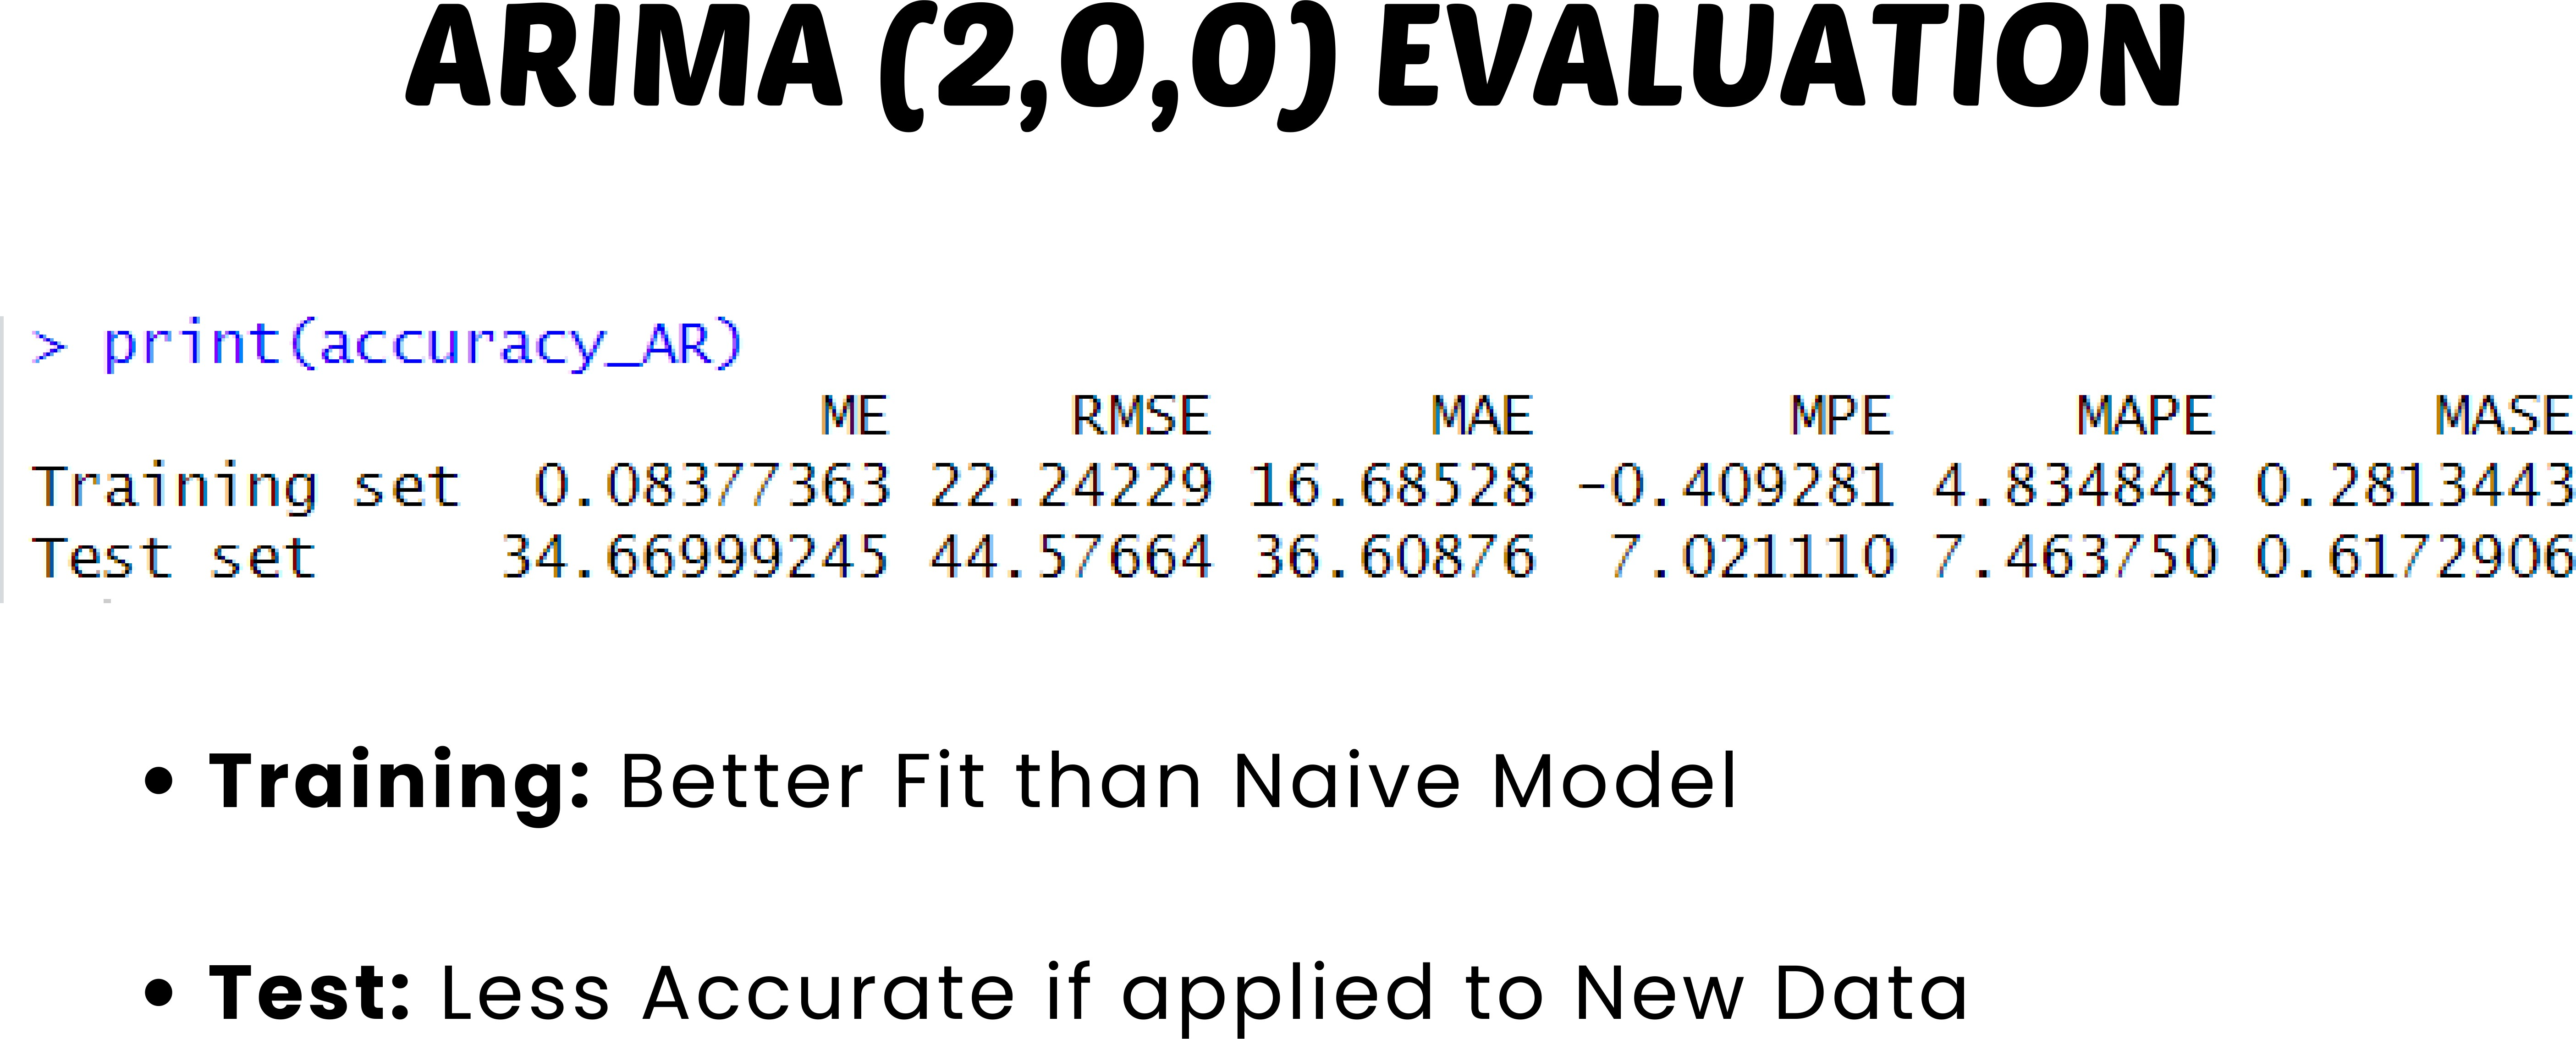 ARIMA (2,0,0) EVALUATION
> print(accuracy_AR)
ME RMSE MAE MPE MAPE MASE
Training set 0.08377363 22.24229 16.68528 -0.409281 4.834848 0.2813443
Test set 34.66999245 44.57664 36.60876 7.021110 7.463750 0.6172906
• Training: Better Fit than Naive Model
• Test: Less Accurate if applied to New Data